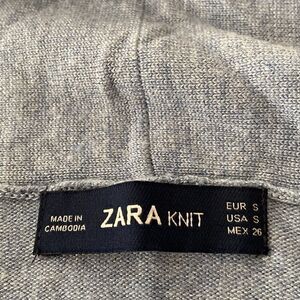 MADE IN
CAMBODIA
ZARA KNIT
EUR S
USA S
MEX 26